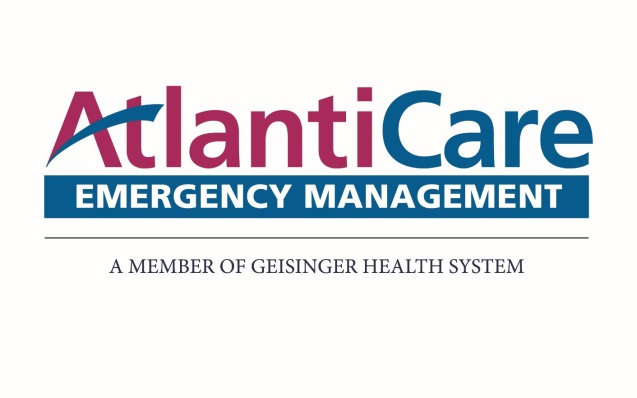 AtlantiCare
EMERGENCY MANAGEMENT
A MEMBER OF GEISINGER HEALTH SYSTEM